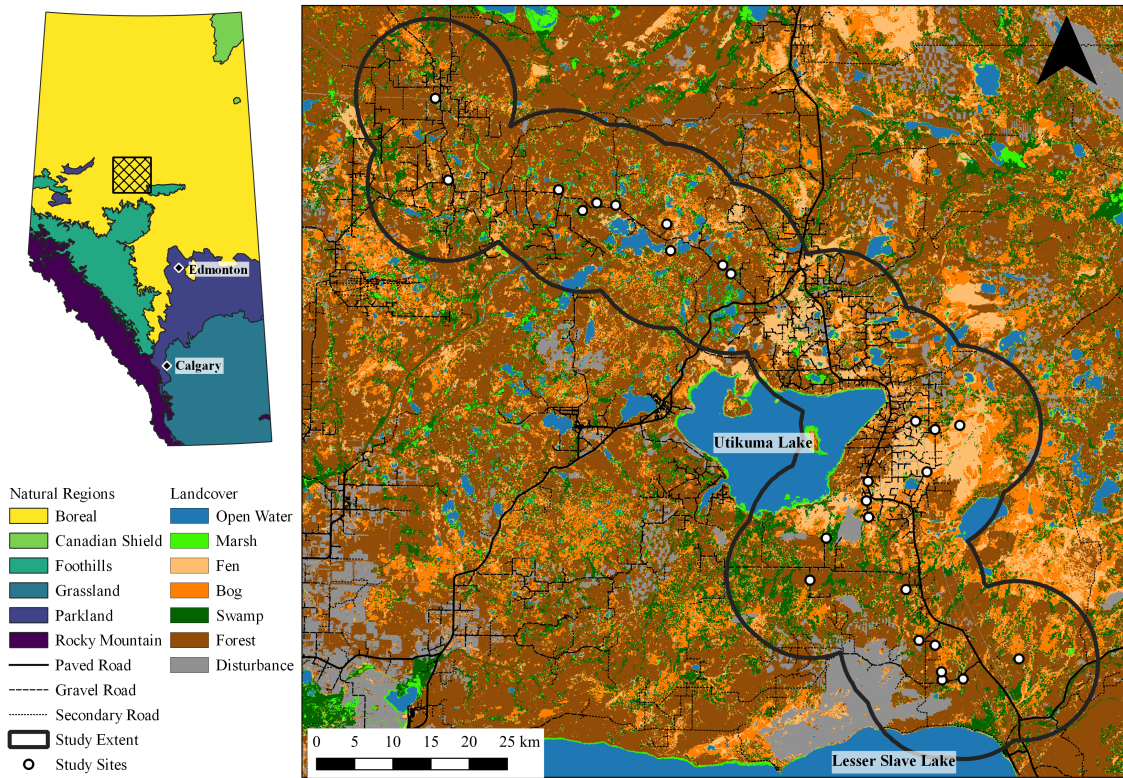 Edmonton
Calgary
Utikuma Lake
Lesser Slave Lake
0 5 10 15 20 25 km
Natural Regions
Boreal
Canadian Shield
Foothills
Grassland
Parkland
Rocky Mountain
Paved Road
Gravel Road
Secondary Road
Study Extent
Study Sites
Landcover
Open Water
Marsh
Fen
Bog
Swamp
Forest
Disturbance